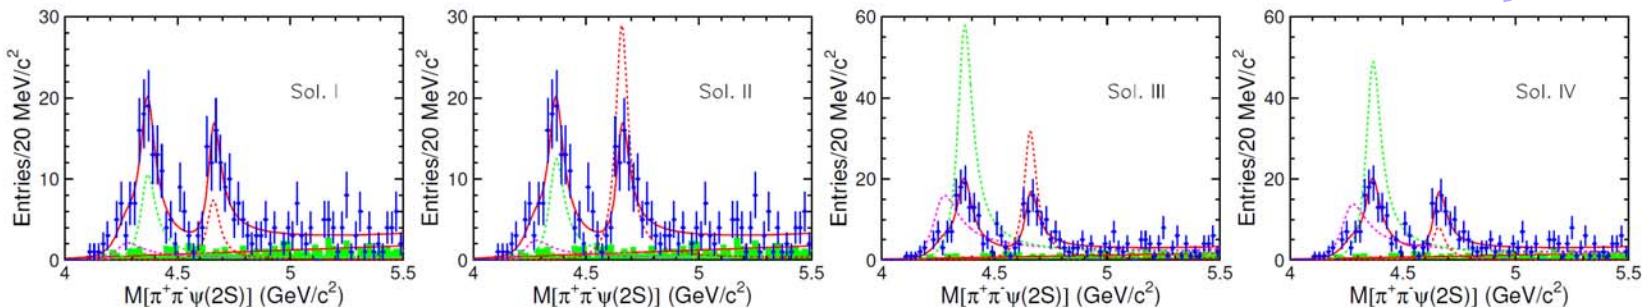 30
20
10
0
Entries/20 MeV/c²
Sol. I
4
4.5
5
5.5
M[π⁺π⁻ψ(2S)] (GeV/c²)
30
20
10
0
Entries/20 MeV/c²
Sol. II
4
4.5
5
5.5
M[π⁺π⁻ψ(2S)] (GeV/c²)
60
40
20
0
Entries/20 MeV/c²
Sol. III
4
4.5
5
5.5
M[π⁺π⁻ψ(2S)] (GeV/c²)
60
40
20
0
Entries/20 MeV/c²
Sol. IV
4
4.5
5
5.5
M[π⁺π⁻ψ(2S)] (GeV/c²)